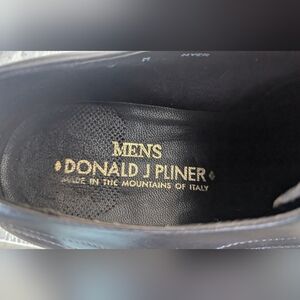 MENS
DONALD J PLINER
MADE IN THE MOUNTAINS OF ITALY